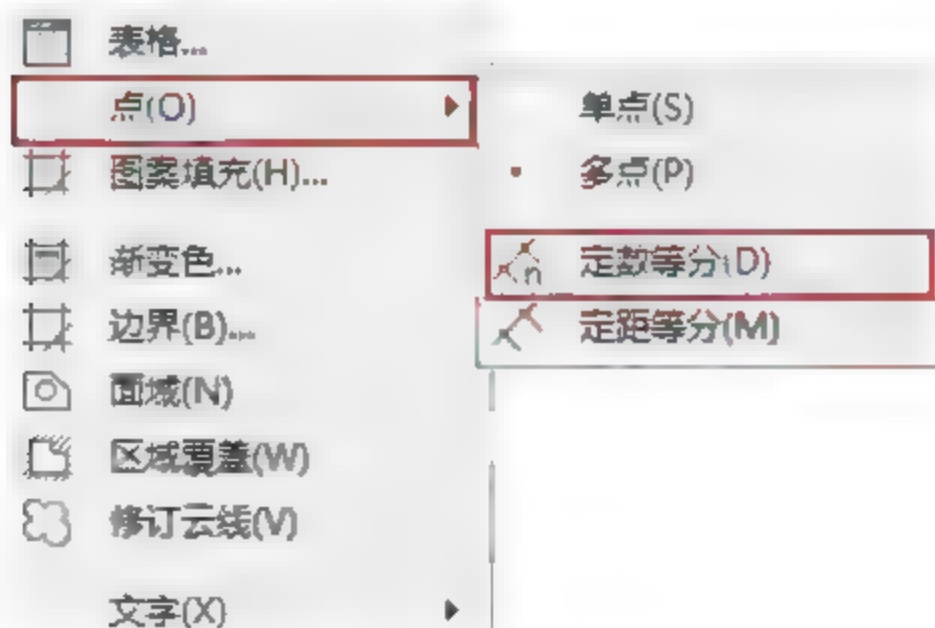 表格...
点(O)
图案填充(H)...
渐变色...
边界(B)...
面域(N)
区域覆盖(W)
修订云线(V)
文字(X)
单点(S)
多点(P)
定数等分(D)
定距等分(M)